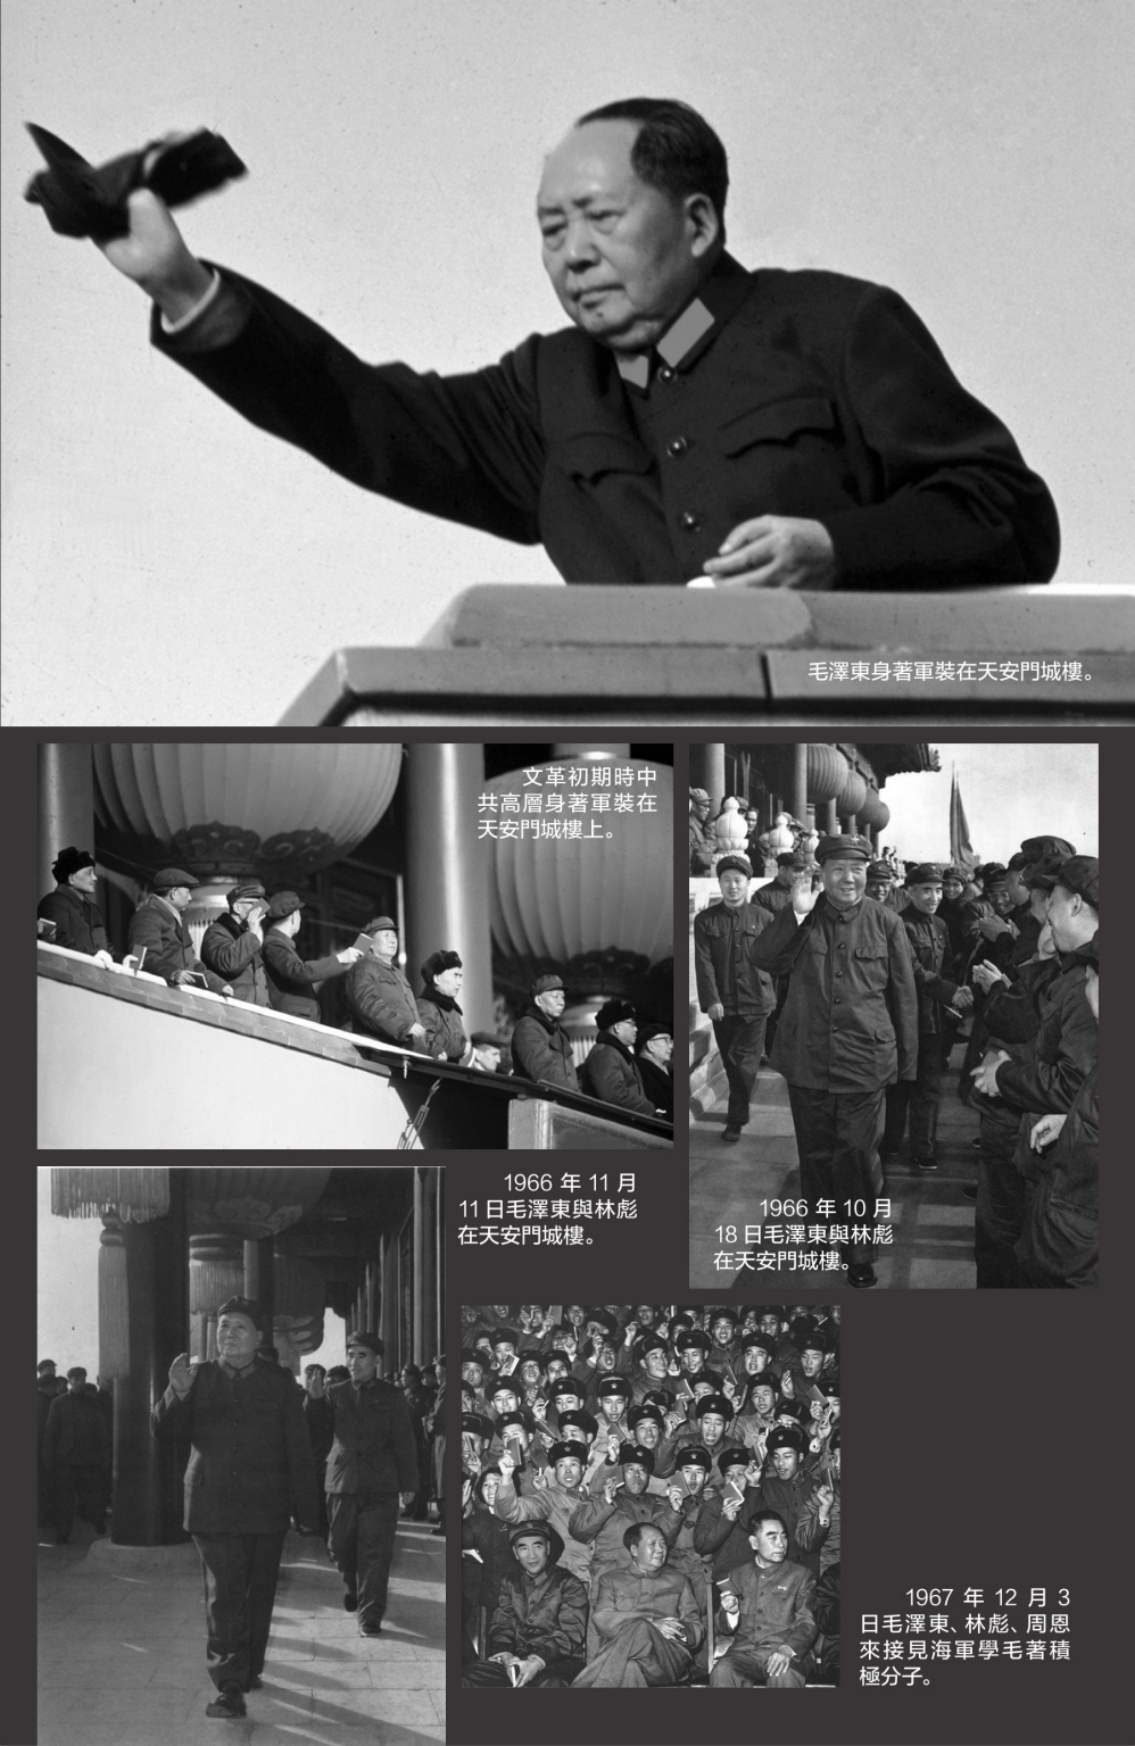 毛澤東身著軍裝在天安門城樓。
文革初期時中
共高層身著軍裝在
天安門城樓上。
1966 年 11 月
11 日毛澤東與林彪
在天安門城樓。
1966 年 10 月
18 日毛澤東與林彪
在天安門城樓。
1967 年 12 月 3
日毛澤東、林彪、周恩
來接見海軍學毛著積
極分子。